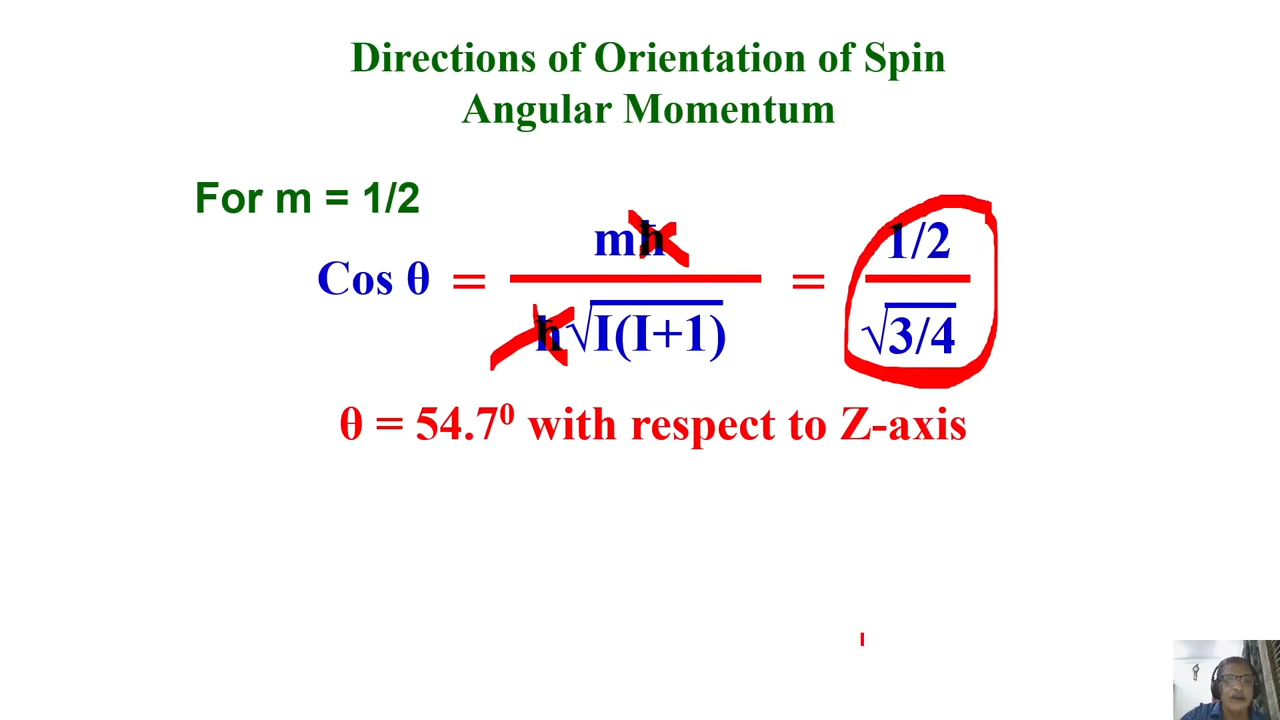 Directions of Orientation of Spin
Angular Momentum
For m = 1/2
Cos θ = mħ / ħ√I(I+1) = 1/2 / √3/4
θ = 54.7⁰ with respect to Z-axis